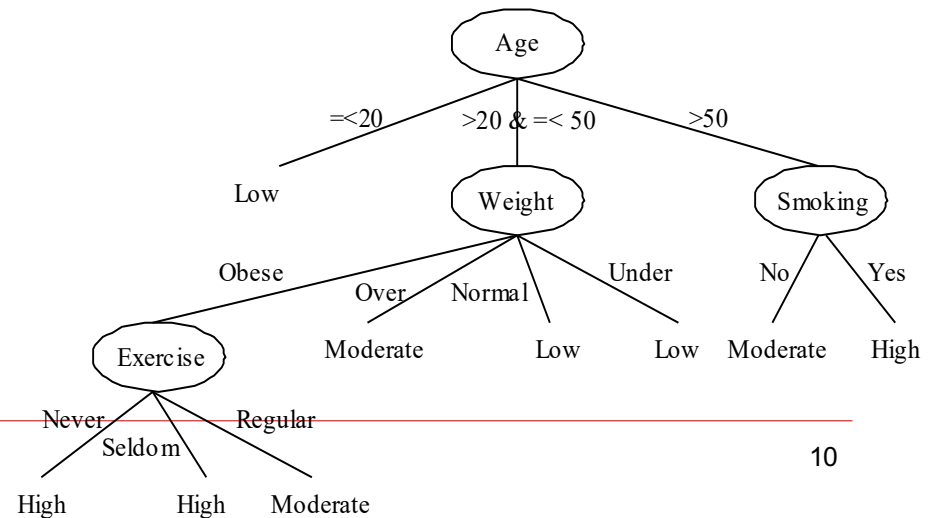 Age
=<20 >20 & =< 50 >50
Low Weight Smoking
Obese Over Normal Under No Yes
Exercise Moderate Low Low Moderate High
Never Seldom Regular
10
High High Moderate